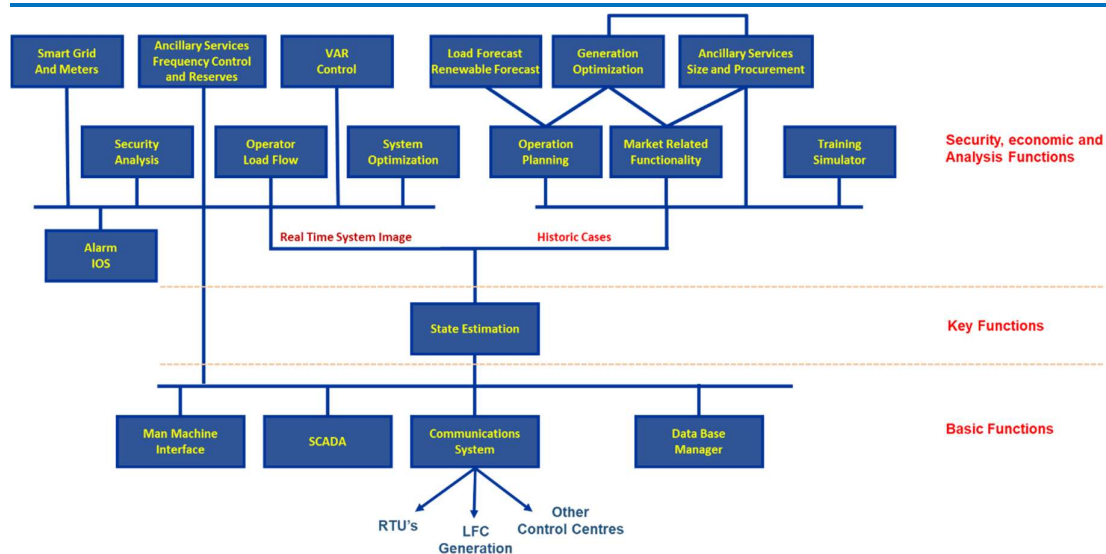 Smart Grid
And Meters
Ancillary Services
Frequency Control
and Reserves
VAR
Control
Load Forecast
Renewable Forecast
Generation
Optimization
Ancillary Services
Size and Procurement
Security
Analysis
Operator
Load Flow
System
Optimization
Operation
Planning
Market Related
Functionality
Training
Simulator
Security, economic and
Analysis Functions
Alarm
IOS
Real Time System Image
Historic Cases
State Estimation
Key Functions
Man Machine
Interface
SCADA
Communications
System
Data Base
Manager
Basic Functions
RTU's
LFC
Generation
Other
Control Centres